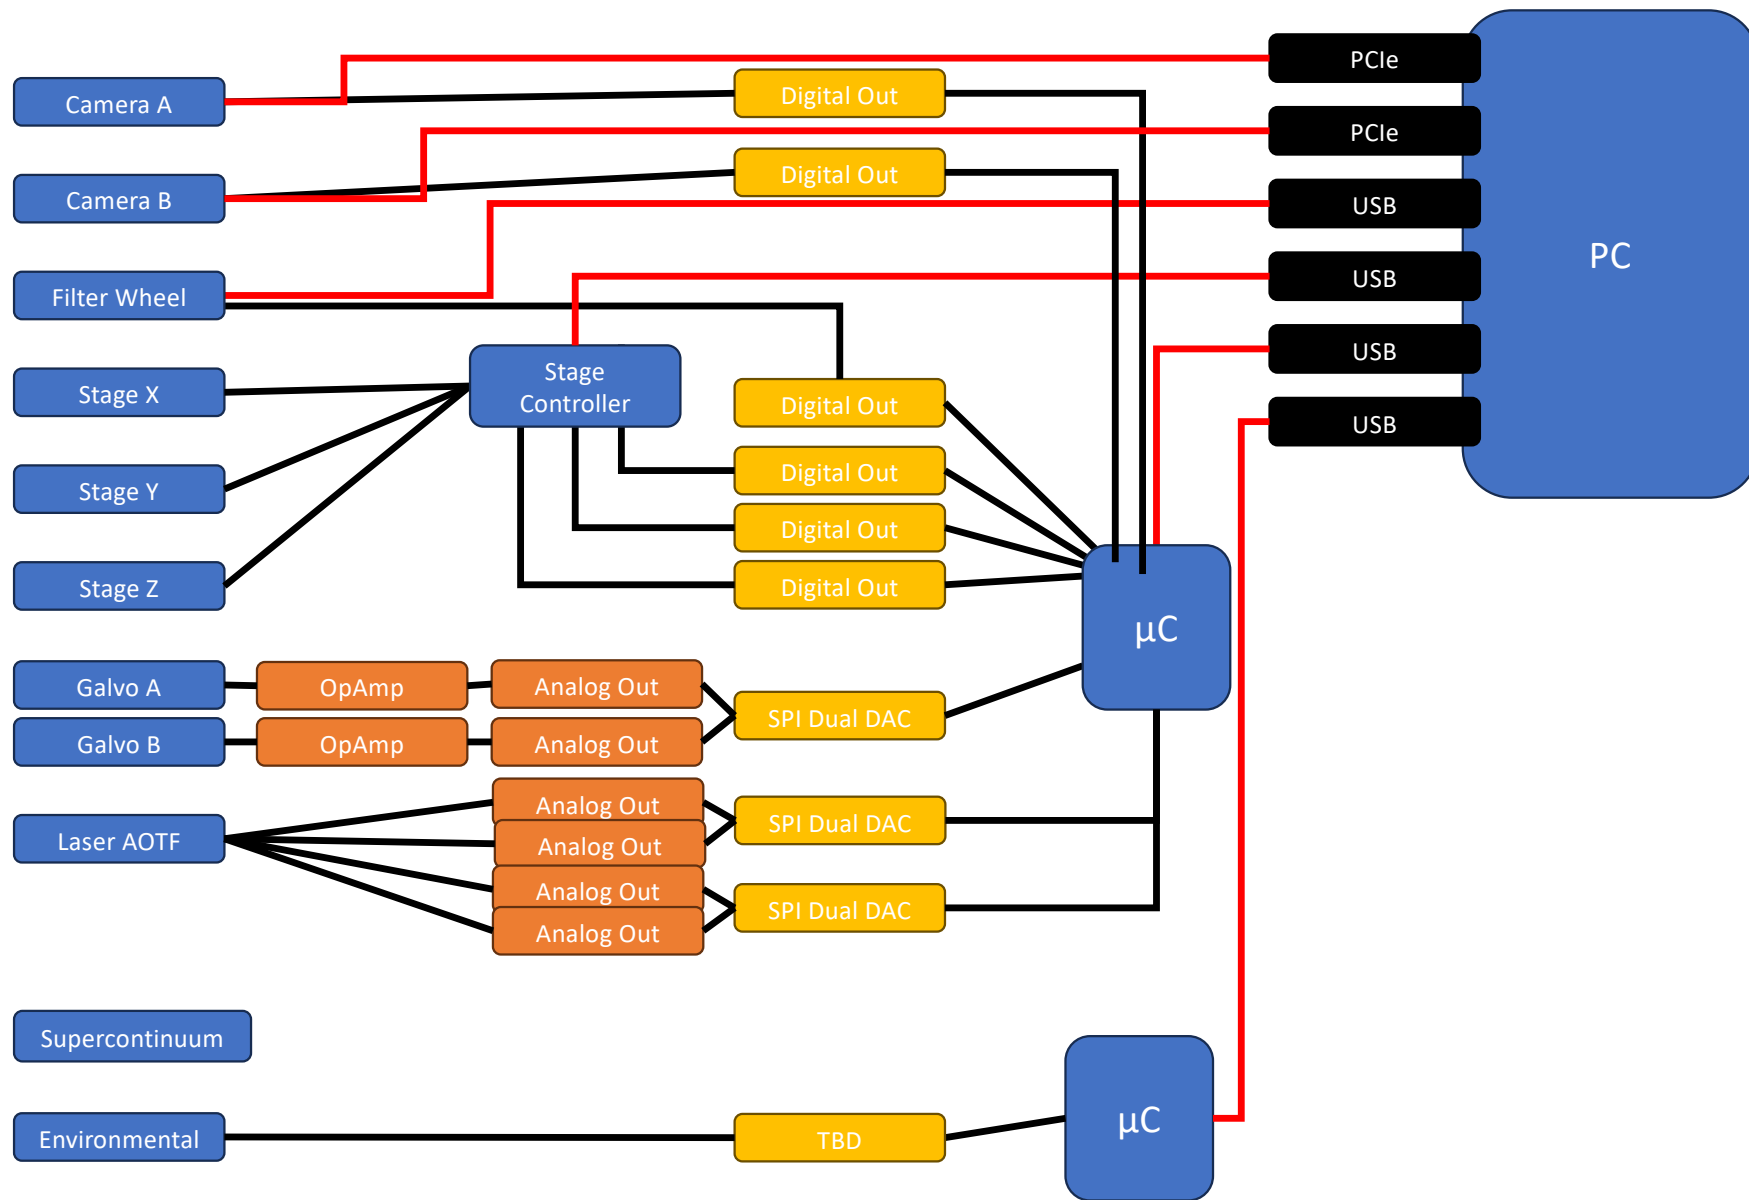 PCIe
Camera A
Digital Out
PCIe
Camera B
Digital Out
USB
PC
Filter Wheel
USB
Stage X
Stage
Controller
Digital Out
USB
USB
Stage Y
Digital Out
Digital Out
Stage Z
Digital Out
µC
Galvo A
OpAmp
Analog Out
SPI Dual DAC
Galvo B
OpAmp
Analog Out
Laser AOTF
Analog Out
Analog Out
SPI Dual DAC
Analog Out
Analog Out
SPI Dual DAC
Supercontinuum
Environmental
TBD
µC